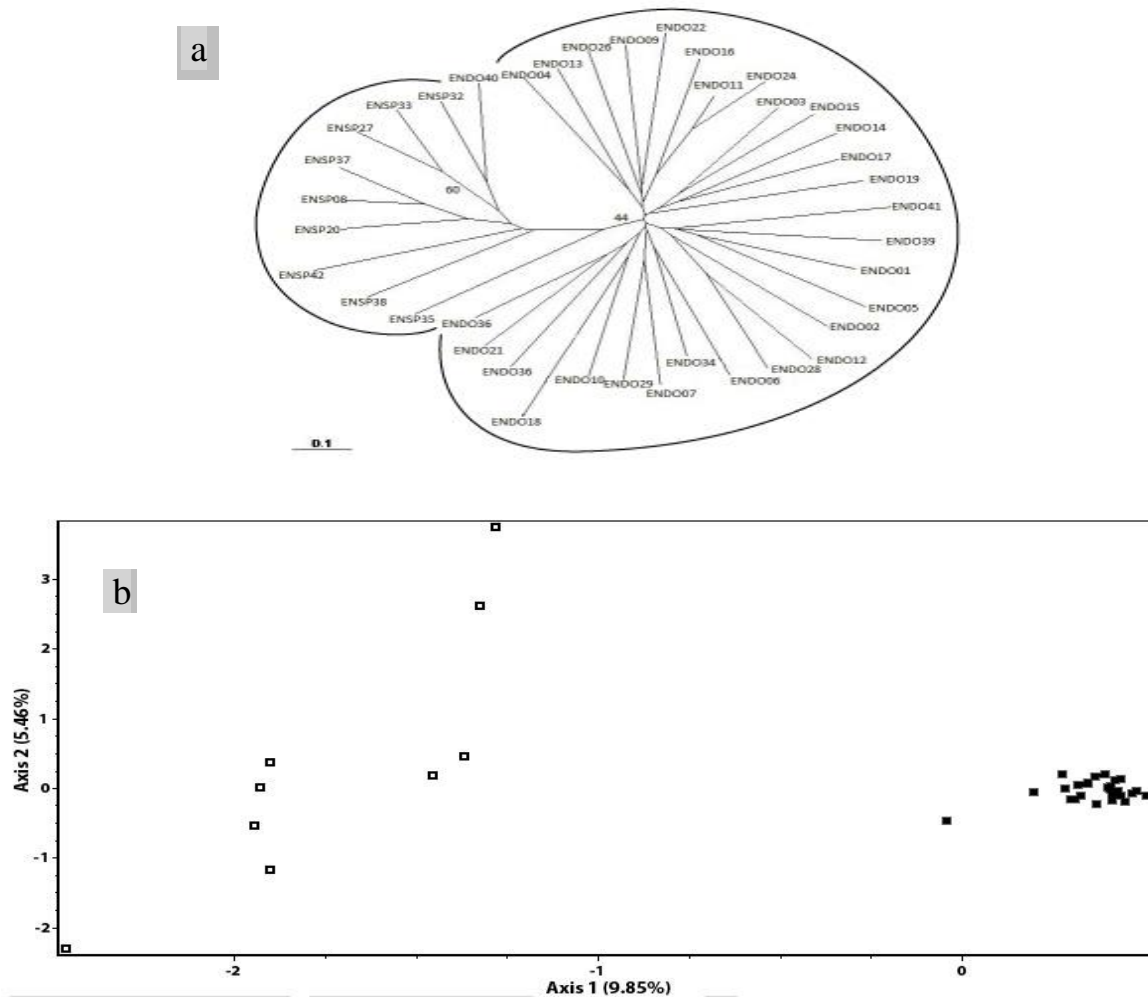 a
ENDO22
ENDO09
ENDO26
ENDO16
ENDO13
ENDO04
ENDO40
ENDO24
ENDO11
ENSP32
ENSP33
ENDO03
ENDO15
ENSP27
ENDO14
ENSP37
ENDO17
ENDO19
60
ENSP08
ENDO41
44
ENSP20
ENDO39
ENSP42
ENDO01
ENSP38
ENDO05
ENSP35
ENDO36
ENDO02
ENDO21
ENDO12
ENDO34
ENDO28
ENDO36
ENDO10
ENDO29
ENDO06
ENDO07
ENDO18
0.1
b
3
2
1
0
-1
-2
Axis 2 (5.46%)
-2
-1
0
Axis 1 (9.85%)